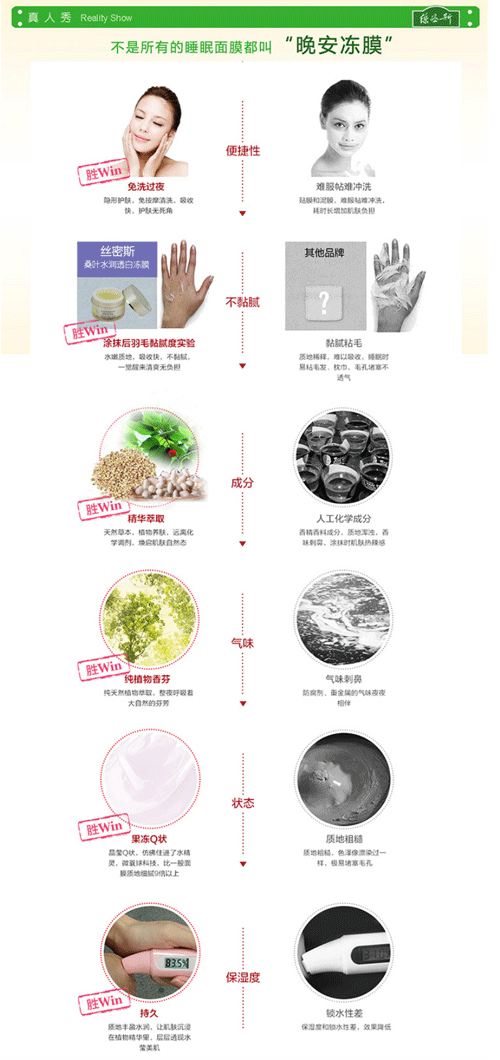 真人秀 Reality Show
不是所有的睡眠面膜都叫 “晚安冻膜”
便捷性
胜Win
免洗过夜
隐形护肤，免按摩清洗，吸收
快，护肤无死角
难服帖难冲洗
贴膜和泥膜，难服帖难冲洗，
耗时长增加肌肤负担
不黏腻
丝密斯
桑叶水润透白冻膜
胜Win
涂抹后羽毛黏腻度实验
水嫩质地，吸收快，不黏腻，
一觉醒来清爽无负担
其他品牌
?
黏腻粘毛
质地稀绎，难以吸收，睡眠时
易粘毛发、枕巾，毛孔堵塞不
透气
成分
胜Win
精华萃取
天然草本，植物养肤，远离化
学调剂，焕启肌肤自然态
人工化学成分
香精香料成分，质地浑浊，香
味刺鼻，涂抹时肌肤热辣感
气味
胜Win
纯植物香芬
纯天然植物萃取，整夜呼吸着
大自然的芬芳
气味刺鼻
防腐剂、重金属的气味夜夜
相伴
状态
胜Win
果冻Q状
晶莹Q状，仿佛住进了水精
灵，微囊球科技，比一般面
膜质地细腻9倍以上
质地粗糙
质地粗糙，色泽像漂染过一
样，极易堵塞毛孔
保湿度
83.5%
胜Win
持久
质地丰盈水润，让肌肤沉浸
在植物精华里，层层透现水
莹美肌
锁水性差
保湿度和锁水性差，效果降低